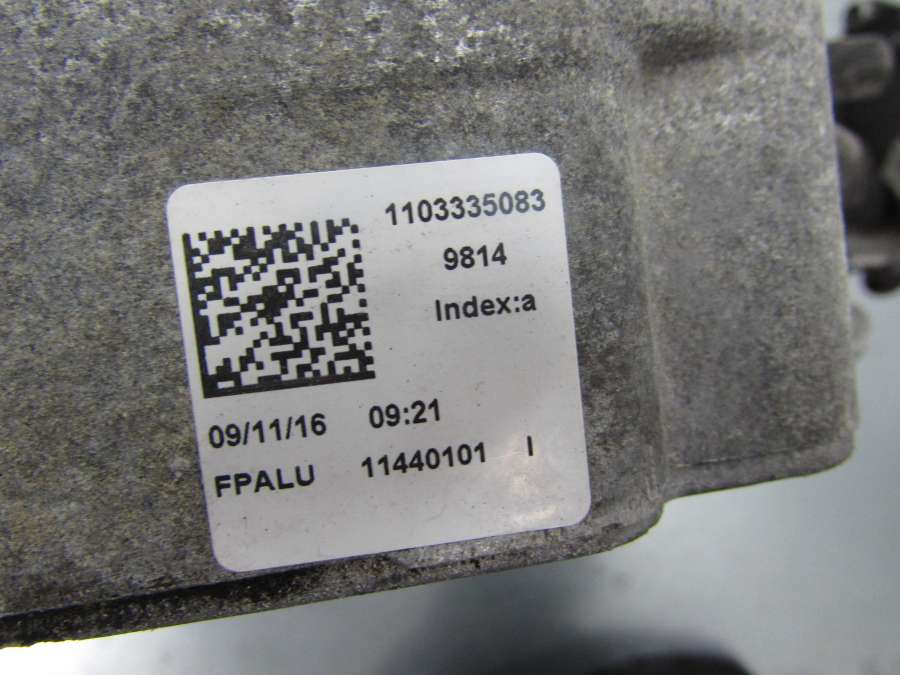 1103335083
9814
Index:a
09/11/16 09:21
FPALU 11440101 I